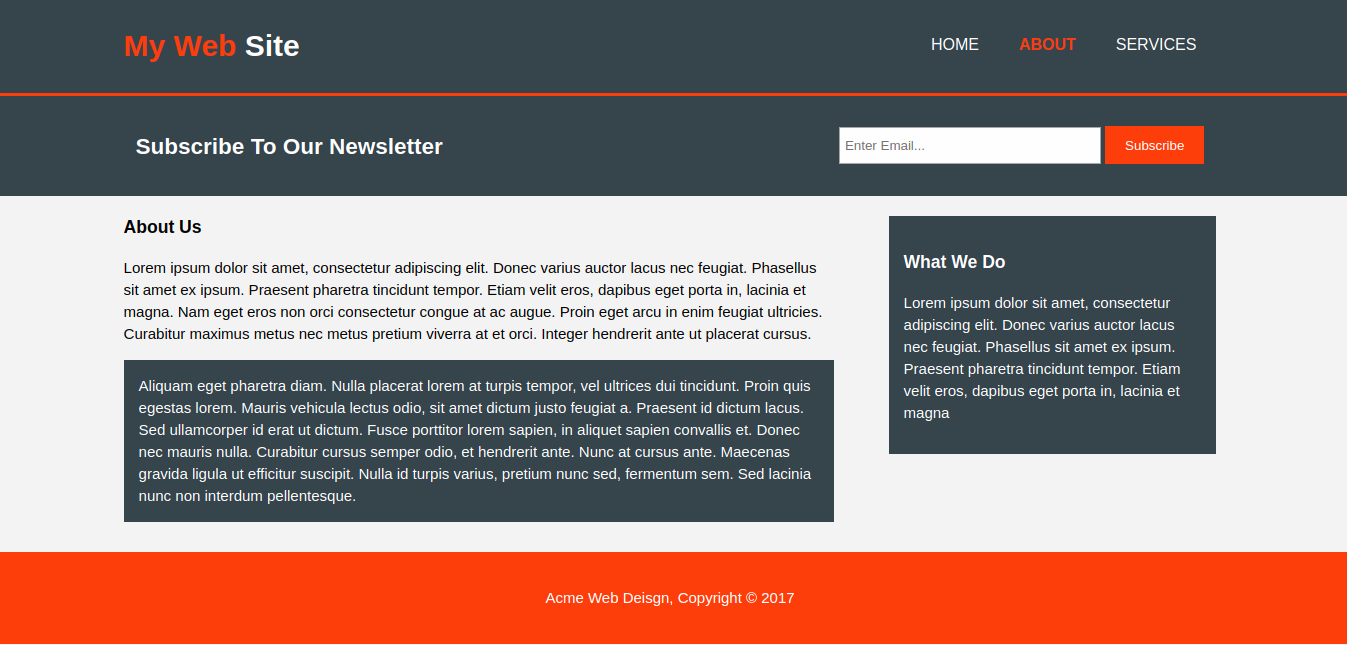 My Web Site
HOME ABOUT SERVICES
Subscribe To Our Newsletter
Enter Email...
Subscribe
About Us
Lorem ipsum dolor sit amet, consectetur adipiscing elit. Donec varius auctor lacus nec feugiat. Phasellus
sit amet ex ipsum. Praesent pharetra tincidunt tempor. Etiam velit eros, dapibus eget porta in, lacinia et
magna. Nam eget eros non orci consectetur congue at ac augue. Proin eget arcu in enim feugiat ultricies.
Curabitur maximus metus nec metus pretium viverra at et orci. Integer hendrerit ante ut placerat cursus.
Aliquam eget pharetra diam. Nulla placerat lorem at turpis tempor, vel ultrices dui tincidunt. Proin quis
egestas lorem. Mauris vehicula lectus odio, sit amet dictum justo feugiat a. Praesent id dictum lacus.
Sed ullamcorper id erat ut dictum. Fusce porttitor lorem sapien, in aliquet sapien convallis et. Donec
nec mauris nulla. Curabitur cursus semper odio, et hendrerit ante. Nunc at cursus ante. Maecenas
gravida ligula ut efficitur suscipit. Nulla id turpis varius, pretium nunc sed, fermentum sem. Sed lacinia
nunc non interdum pellentesque.
What We Do
Lorem ipsum dolor sit amet, consectetur
adipiscing elit. Donec varius auctor lacus
nec feugiat. Phasellus sit amet ex ipsum.
Praesent pharetra tincidunt tempor. Etiam
velit eros, dapibus eget porta in, lacinia et
magna
Acme Web Deisgn, Copyright © 2017